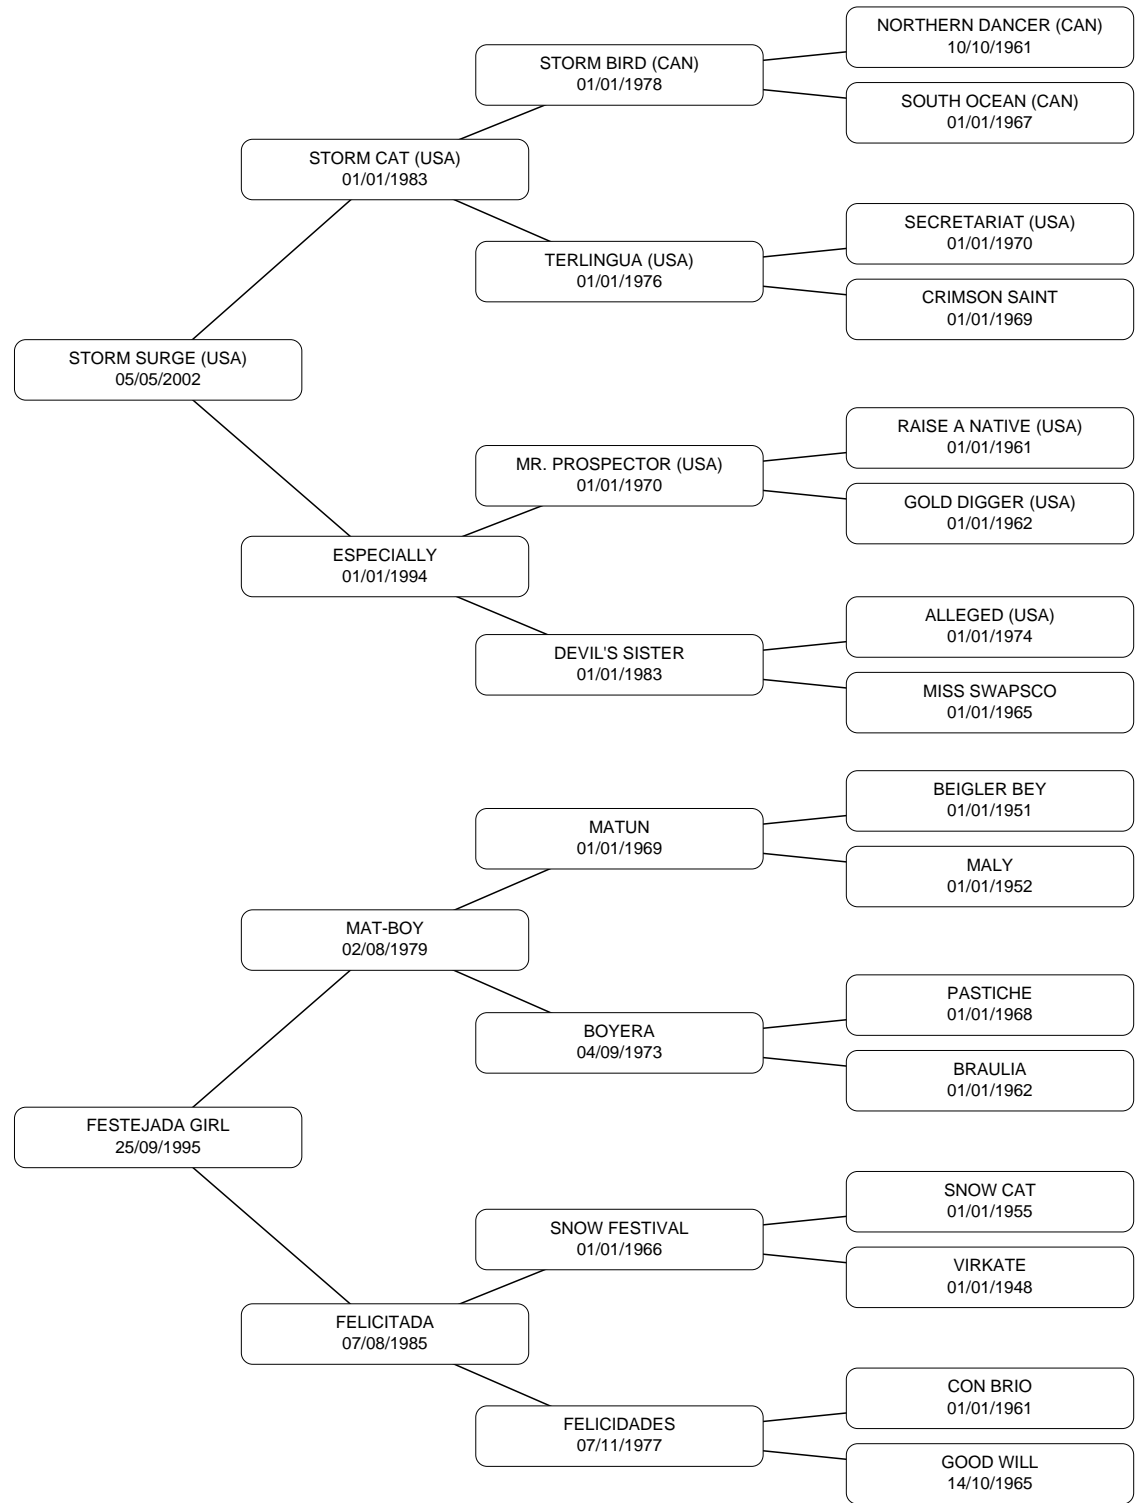 NORTHERN DANCER (CAN)
10/10/1961
STORM BIRD (CAN)
01/01/1978
SOUTH OCEAN (CAN)
01/01/1967
STORM CAT (USA)
01/01/1983
SECRETARIAT (USA)
01/01/1970
TERLINGUA (USA)
01/01/1976
CRIMSON SAINT
01/01/1969
STORM SURGE (USA)
05/05/2002
RAISE A NATIVE (USA)
01/01/1961
MR. PROSPECTOR (USA)
01/01/1970
GOLD DIGGER (USA)
01/01/1962
ESPECIALLY
01/01/1994
ALLEGED (USA)
01/01/1974
DEVIL'S SISTER
01/01/1983
MISS SWAPSCO
01/01/1965
BEIGLER BEY
01/01/1951
MATUN
01/01/1969
MALY
01/01/1952
MAT-BOY
02/08/1979
PASTICHE
01/01/1968
BOYERA
04/09/1973
BRAULIA
01/01/1962
FESTEJADA GIRL
25/09/1995
SNOW CAT
01/01/1955
SNOW FESTIVAL
01/01/1966
VIRKATE
01/01/1948
FELICITADA
07/08/1985
CON BRIO
01/01/1961
FELICIDADES
07/11/1977
GOOD WILL
14/10/1965